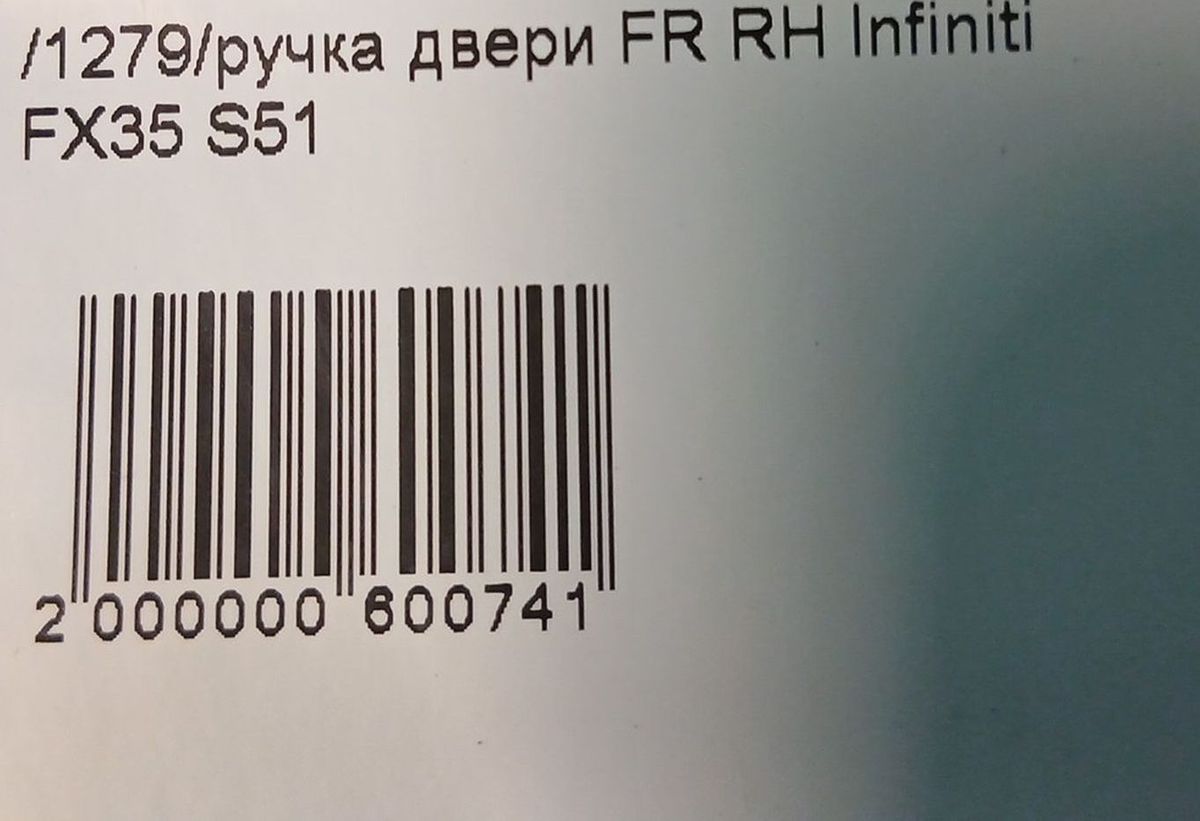 /1279/ручка двери FR RH Infiniti
FX35 S51
2 000000 600741